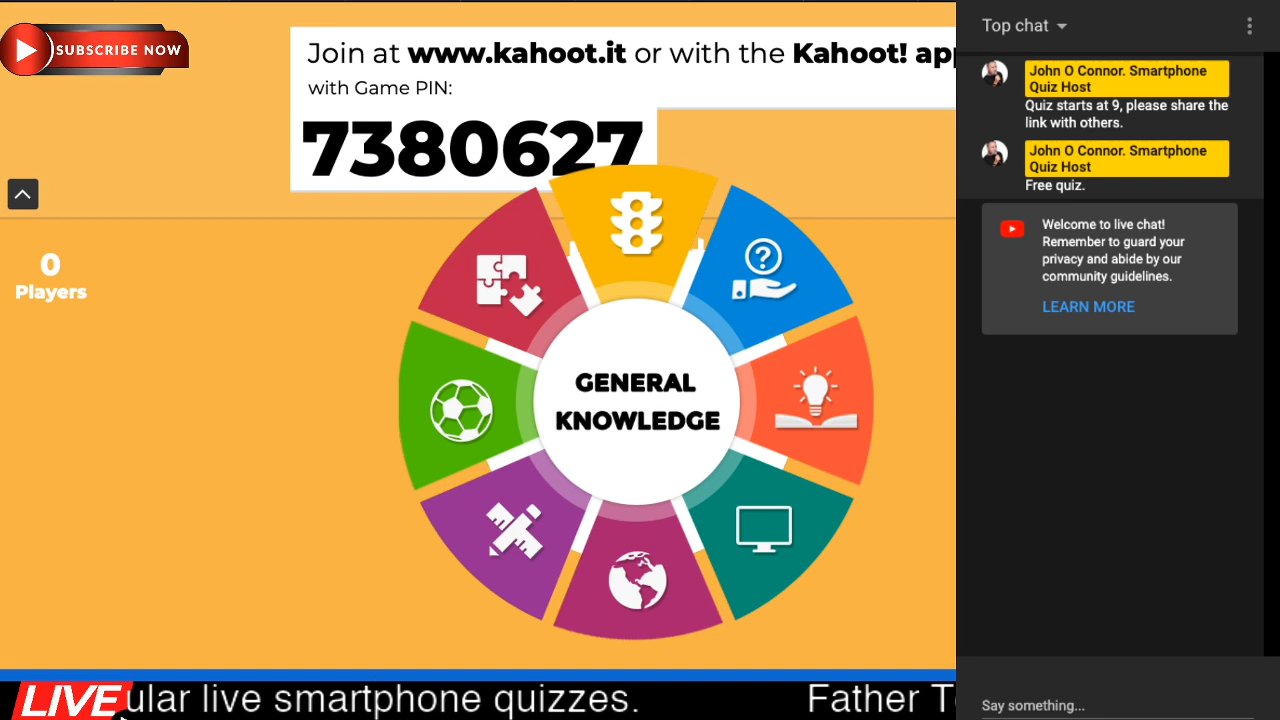 SUBSCRIBE NOW
Join at www.kahoot.it or with the Kahoot! ap
with Game PIN:
7380627
0
Players
GENERAL
KNOWLEDGE
LIVE
ular live smartphone quizzes. Father T
Top chat
John O Connor. Smartphone
Quiz Host
Quiz starts at 9, please share the
link with others.
John O Connor. Smartphone
Quiz Host
Free quiz.
Welcome to live chat!
Remember to guard your
privacy and abide by our
community guidelines.
LEARN MORE
Say something...